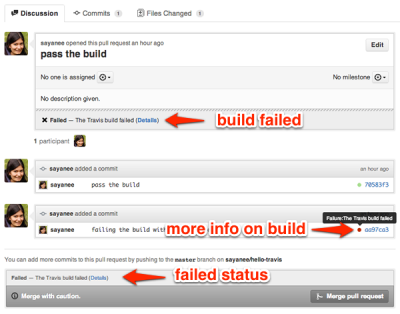 Discussion
Commits 1
Files Changed 1
sayanee opened this pull request an hour ago
pass the build
Edit
No one is assigned
No milestone
No description given.
Failed — The Travis build failed (Details)
build failed
1 participant
sayanee added a commit
an hour ago
pass the build
70583f3
sayanee added a commit
Failure: The Travis build failed
failing the build with
more info on build
aa97ca3
You can add more commits to this pull request by pushing to the master branch on sayanee/hello-travis
Failed — The Travis build failed (Details)
failed status
Merge with caution.
Merge pull request